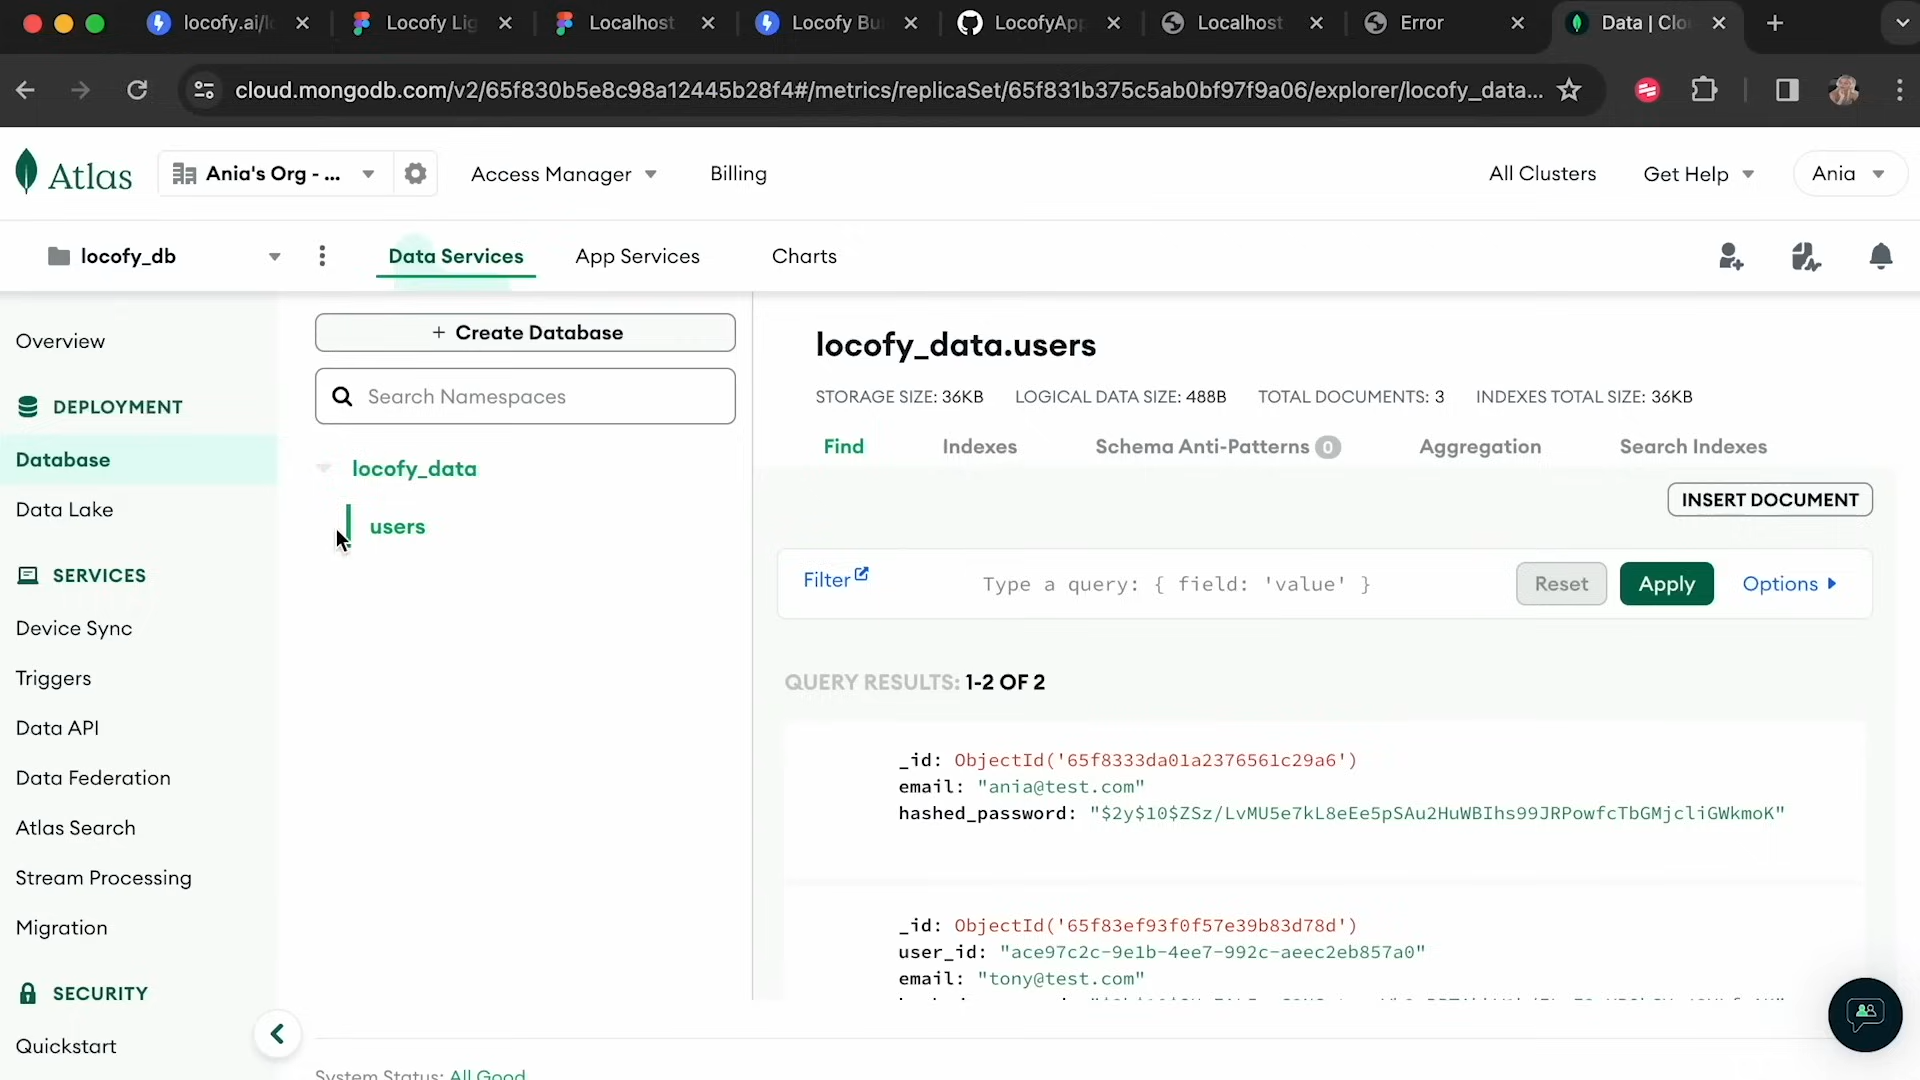 locofy.ai/l
Locofy Lig
Localhost
Locofy Bu
LocofyApp
Localhost
Error
Data | Clo
cloud.mongodb.com/v2/65f830b5e8c98a12445b28f4#/metrics/replicaSet/65f831b375c5ab0bf97f9a06/explorer/locofy_data...
Atlas
Ania's Org - ...
Access Manager
Billing
All Clusters
Get Help
Ania
locofy_db
Data Services
App Services
Charts
Overview
DEPLOYMENT
Database
Data Lake
SERVICES
Device Sync
Triggers
Data API
Data Federation
Atlas Search
Stream Processing
Migration
SECURITY
Quickstart
+ Create Database
Search Namespaces
locofy_data
users
System Status: All Good
locofy_data.users
STORAGE SIZE: 36KB LOGICAL DATA SIZE: 488B TOTAL DOCUMENTS: 3 INDEXES TOTAL SIZE: 36KB
Find Indexes Schema Anti-Patterns 0 Aggregation Search Indexes
INSERT DOCUMENT
Filter Type a query: { field: 'value' } Reset Apply Options
QUERY RESULTS: 1-2 OF 2
_id: ObjectId('65f8333da01a2376561c29a6')
email: "ania@test.com"
hashed_password: "$2y$10$ZSz/LvMU5e7kL8eEe5pSAu2HuWBIhs99JRPowfcTbGMjcliGWkmoK"
_id: ObjectId('65f83ef93f0f57e39b83d78d')
user_id: "ace97c2c-9e1b-4ee7-992c-aeec2eb857a0"
email: "tony@test.com"